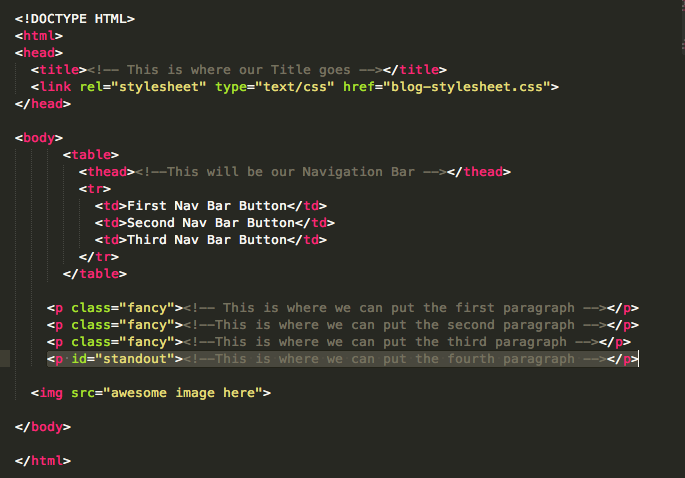 <!DOCTYPE HTML>
<html>
<head>
<title><!-- This is where our Title goes --></title>
<link rel="stylesheet" type="text/css" href="blog-stylesheet.css">
</head>
<body>
<table>
<thead><!--This will be our Navigation Bar --></thead>
<tr>
<td>First Nav Bar Button</td>
<td>Second Nav Bar Button</td>
<td>Third Nav Bar Button</td>
</tr>
</table>
<p class="fancy"><!-- This is where we can put the first paragraph --></p>
<p class="fancy"><!--This is where we can put the second paragraph --></p>
<p class="fancy"><!--This is where we can put the third paragraph --></p>
<p id="standout"><!--This is where we can put the fourth paragraph --></p>
<img src="awesome image here">
</body>
</html>